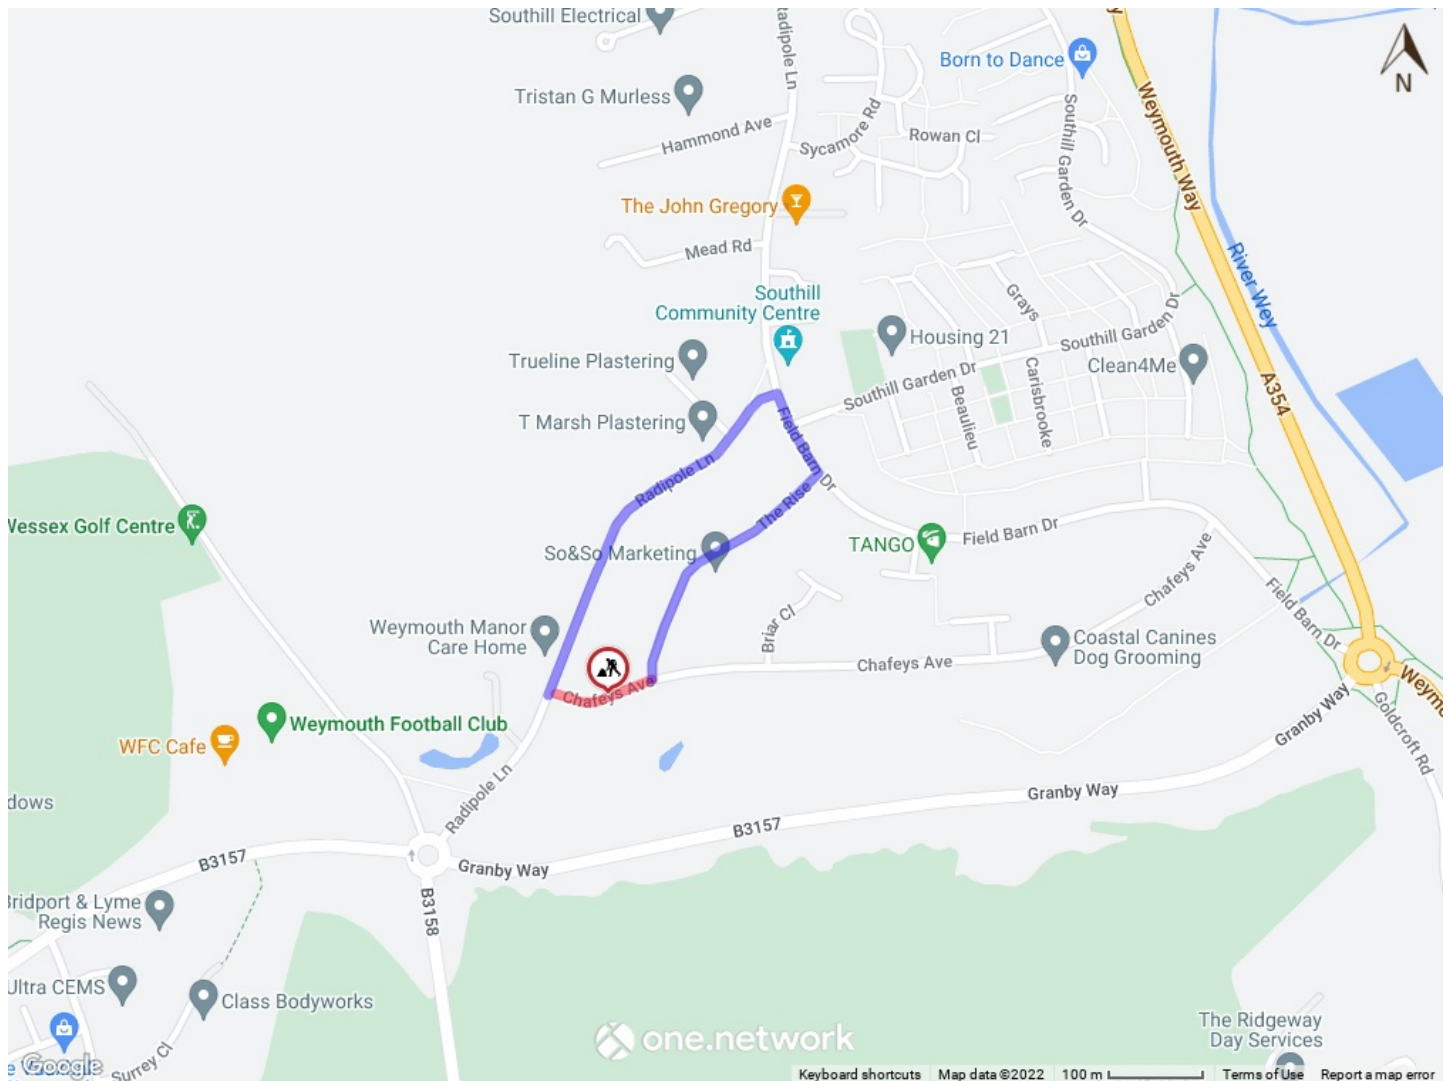 Southill Electrical
Radipole Ln
Born to Dance
Tristan G Murless
Weymouth Way
N
Hammond Ave
Sycamore Rd
Rowan Cl
Southill Garden Dr
The John Gregory
Mead Rd
River Wey
Southill
Community Centre
Grays
Southill Garden Dr
Housing 21
Trueline Plastering
Clean4Me
Southill Garden Dr
A354
Carisbrooke
Beaulieu
T Marsh Plastering
Field Barn Dr
Radipole Ln
The Rise
Wessex Golf Centre
So&So Marketing
TANGO
Field Barn Dr
Chafeys Ave
Field Barn Dr
Briar Cl
Weymouth Manor
Care Home
Coastal Canines
Dog Grooming
Chafeys Ave
Chafeys Ave
Weymouth Football Club
WFC Cafe
Granby Way
Goldcroft Rd
Radipole Ln
Granby Way
B3157
B3157
Granby Way
B3158
Bridport & Lyme
Regis News
Ultra CEMS
Class Bodyworks
Surrey Cl
The Ridgeway
Day Services
one.network
Google
Keyboard shortcuts Map data ©2022 100 m Terms of Use Report a map error